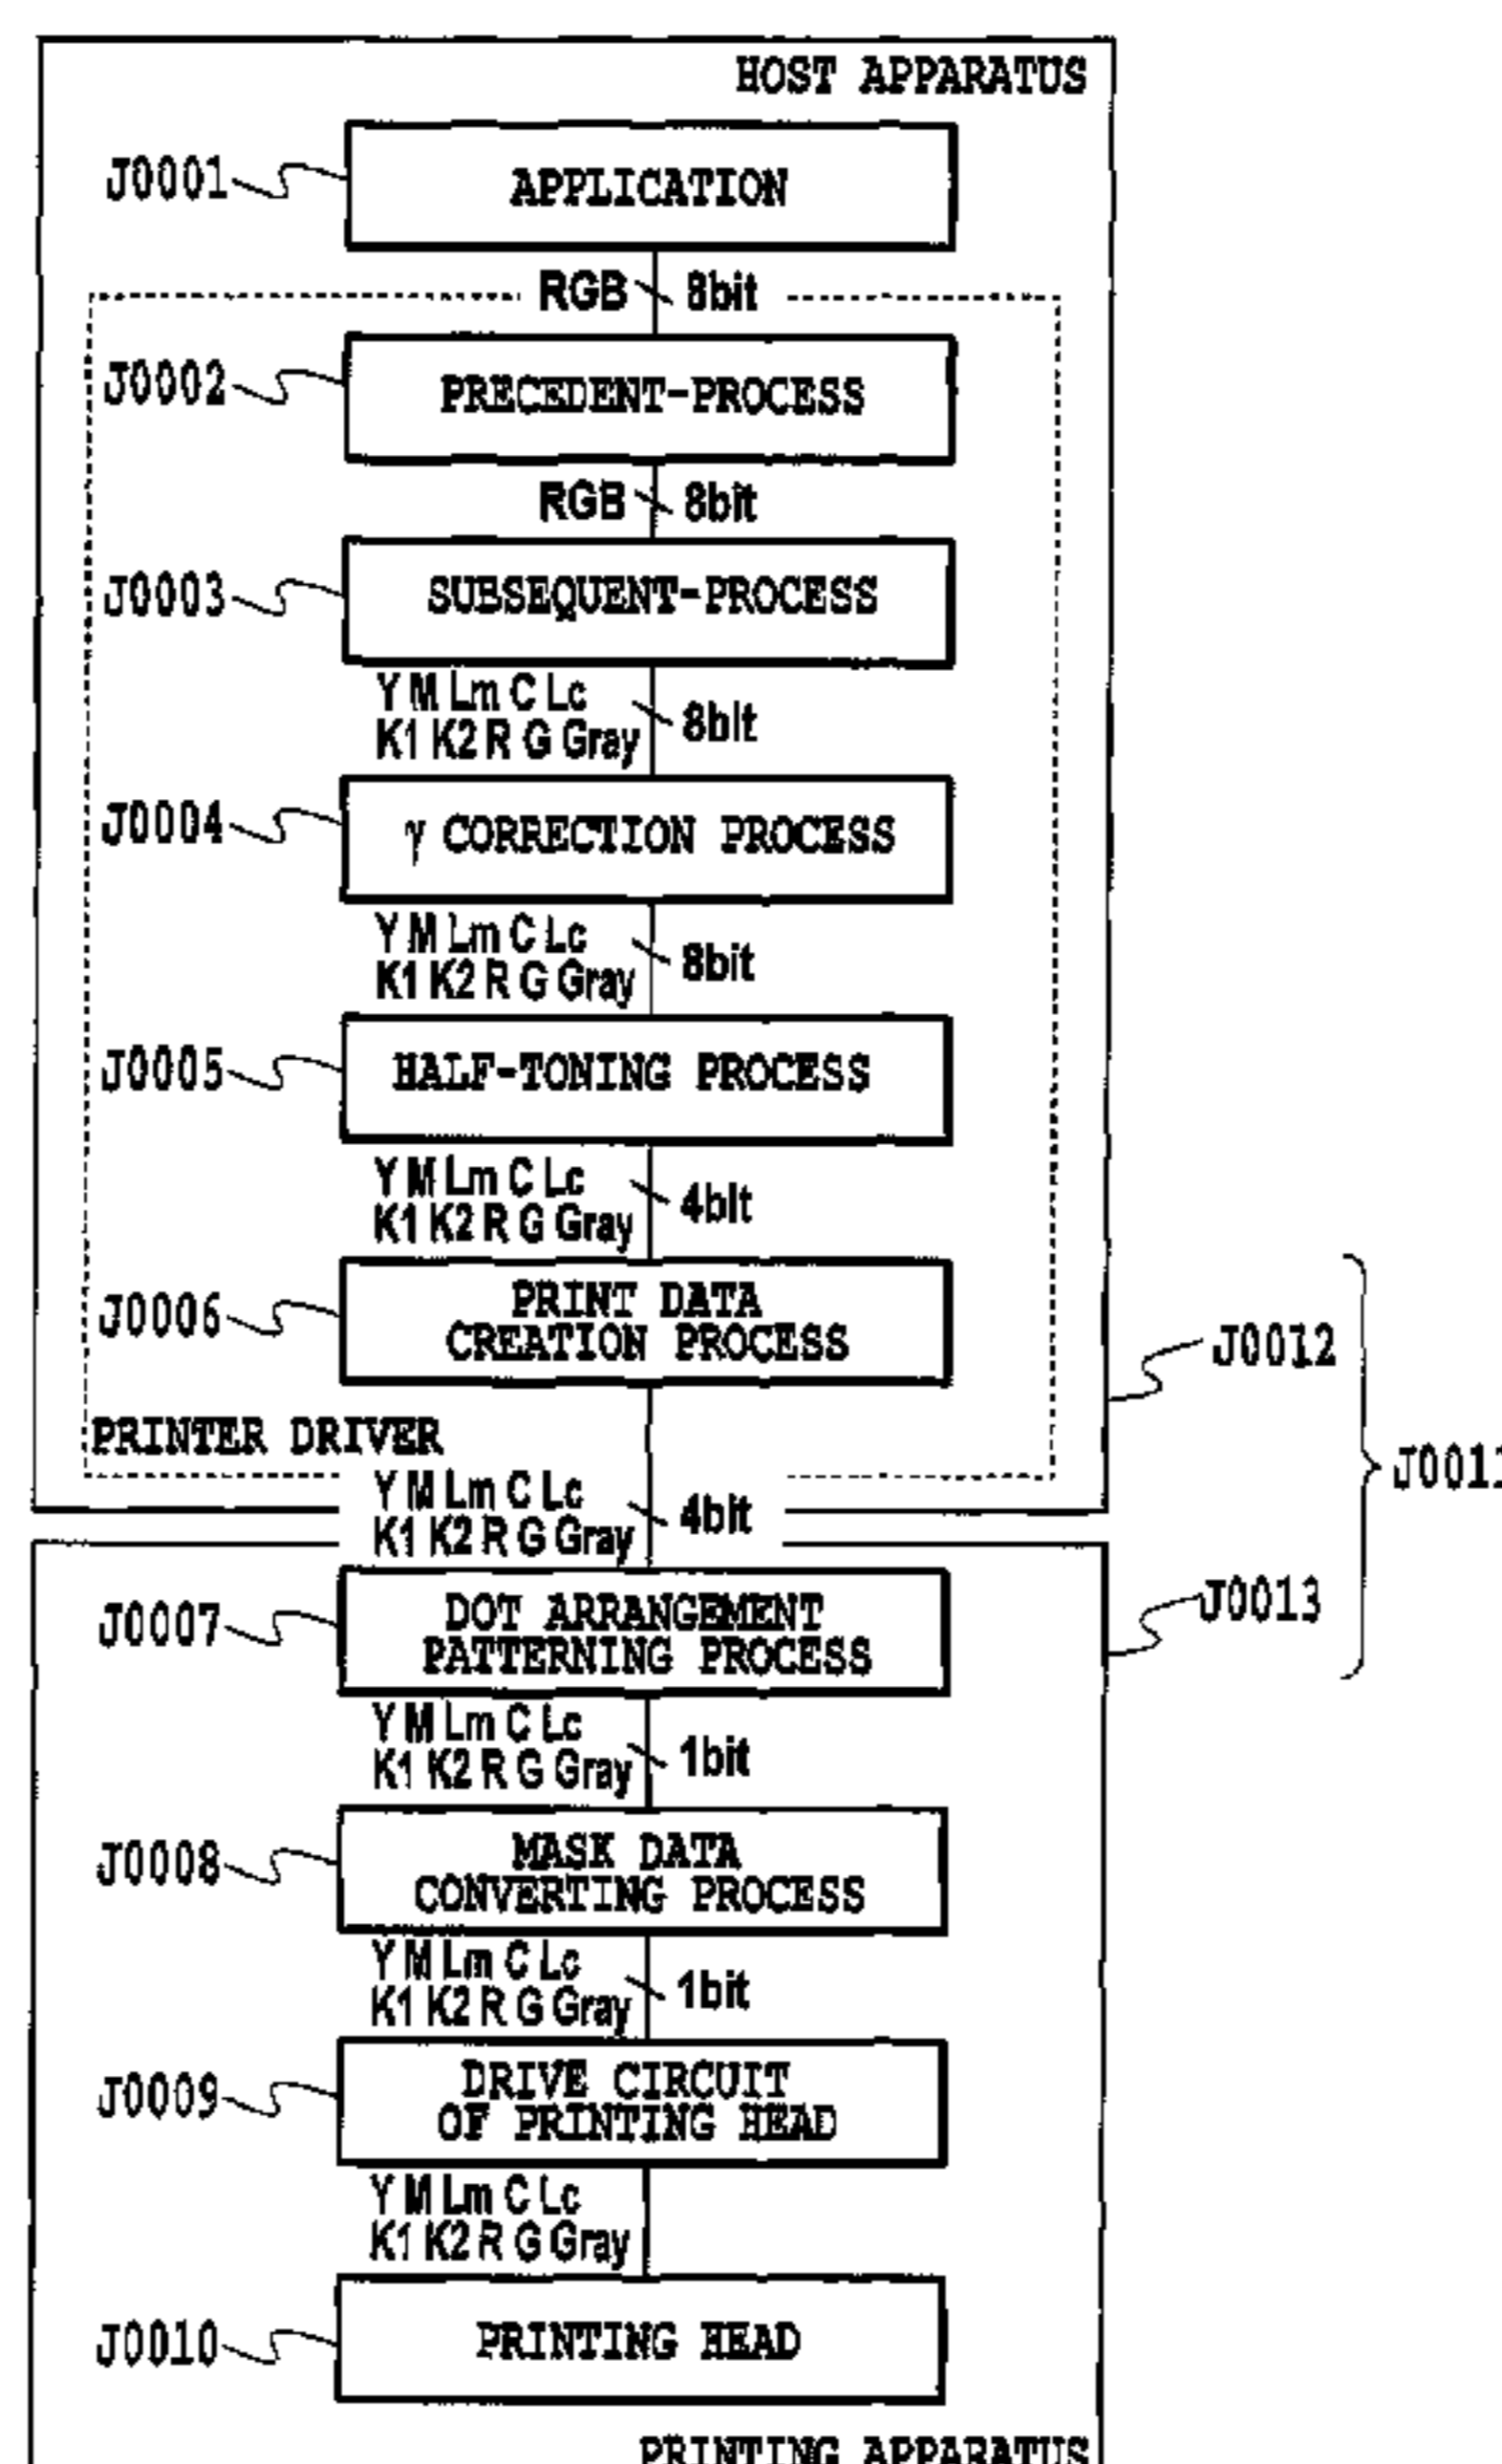 HOST APPARATUS
J0001
APPLICATION
RGB 8bit
J0002
PRECEDENT-PROCESS
RGB 8bit
J0003
SUBSEQUENT-PROCESS
Y M Lm C Lc
K1 K2 R G Gray
8bit
J0004
γ CORRECTION PROCESS
Y M Lm C Lc
K1 K2 R G Gray
8bit
J0005
HALF-TONING PROCESS
Y M Lm C Lc
K1 K2 R G Gray
4bit
J0006
PRINT DATA
CREATION PROCESS
J0012
PRINTER DRIVER
J0011
Y M Lm C Lc
K1 K2 R G Gray
4bit
J0013
J0007
DOT ARRANGEMENT
PATTERNING PROCESS
Y M Lm C Lc
K1 K2 R G Gray
1bit
J0008
MASK DATA
CONVERTING PROCESS
Y M Lm C Lc
K1 K2 R G Gray
1bit
J0009
DRIVE CIRCUIT
OF PRINTING HEAD
Y M Lm C Lc
K1 K2 R G Gray
J0010
PRINTING HEAD
PRINTING APPARATUS